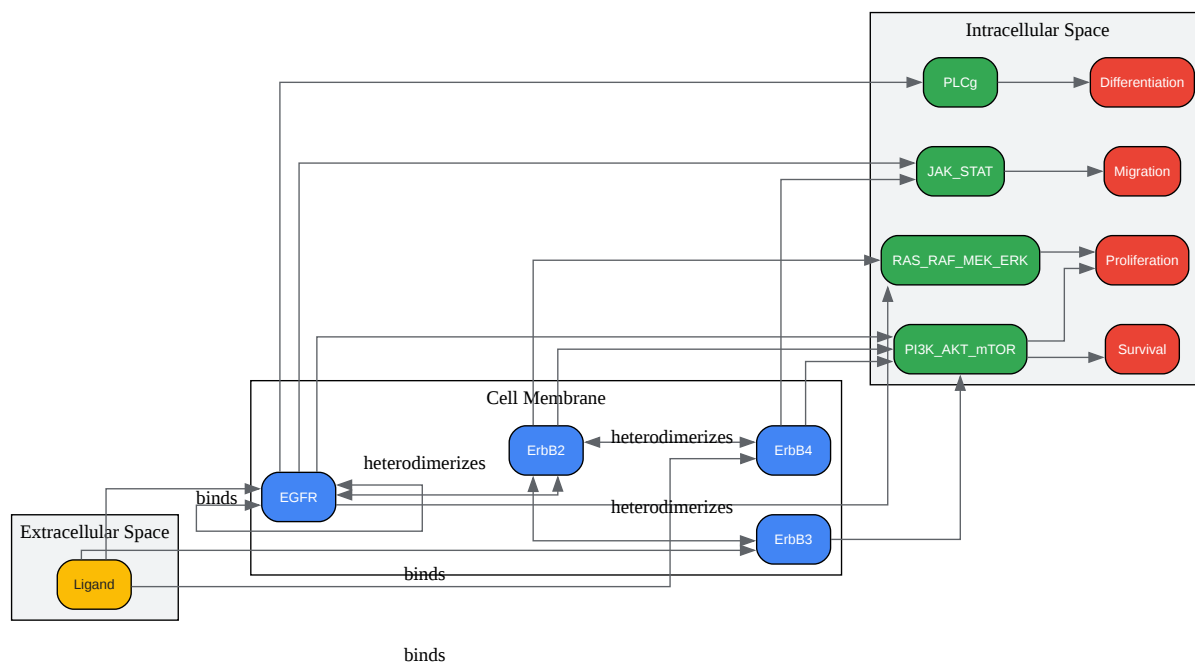 Intracellular Space
PLCg
Differentiation
JAK_STAT
Migration
RAS_RAF_MEK_ERK
Proliferation
PI3K_AKT_mTOR
Survival
Cell Membrane
heterodimerizes
ErbB2
ErbB4
heterodimerizes
binds
EGFR
heterodimerizes
Extracellular Space
ErbB3
binds
Ligand
binds